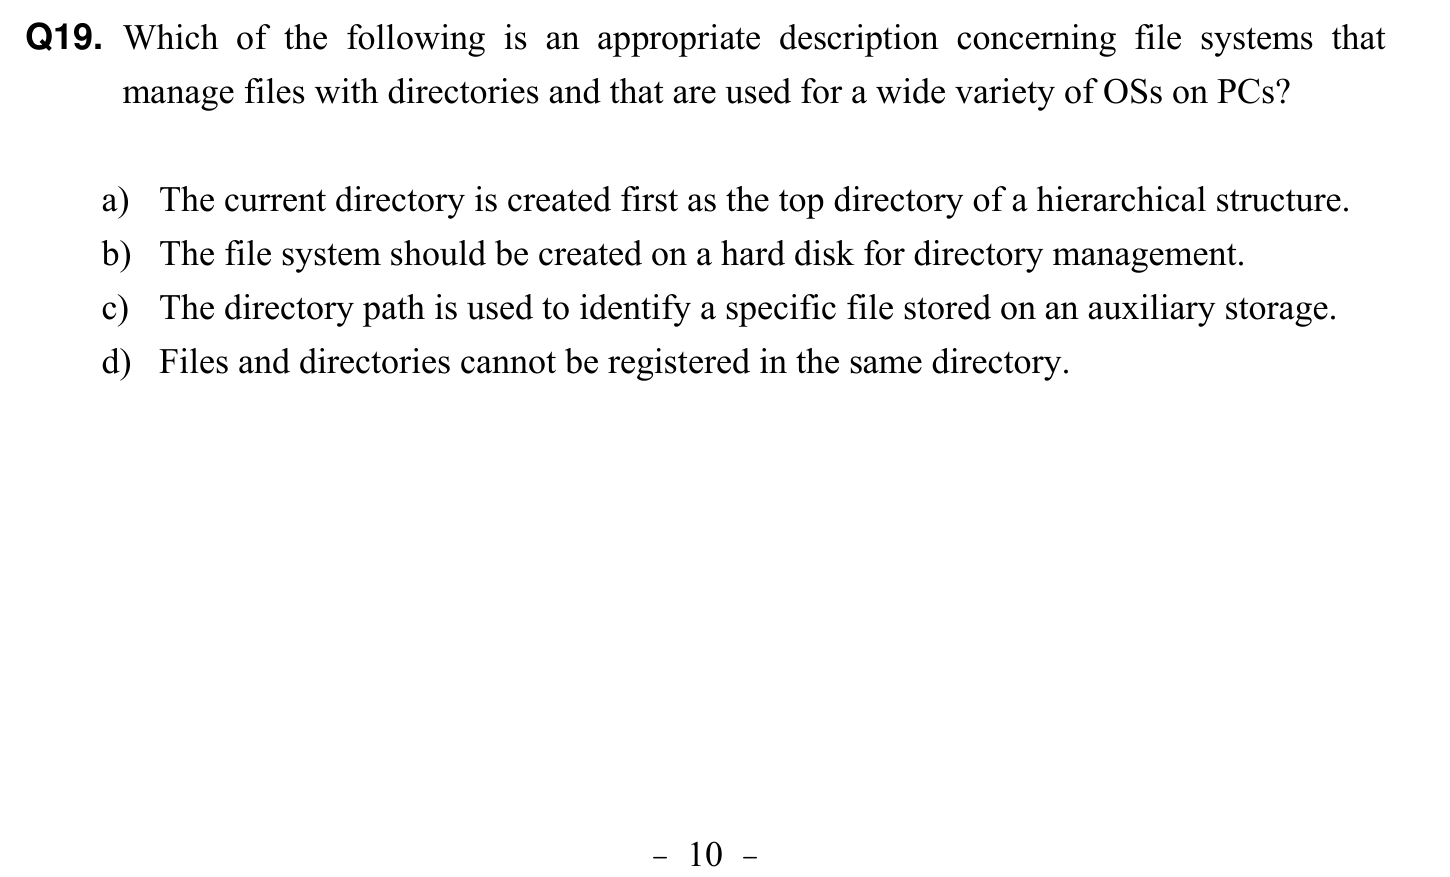 Q19. Which of the following is an appropriate description concerning file systems that
manage files with directories and that are used for a wide variety of OSs on PCs?
a) The current directory is created first as the top directory of a hierarchical structure.
b) The file system should be created on a hard disk for directory management.
c) The directory path is used to identify a specific file stored on an auxiliary storage.
d) Files and directories cannot be registered in the same directory.
– 10 –